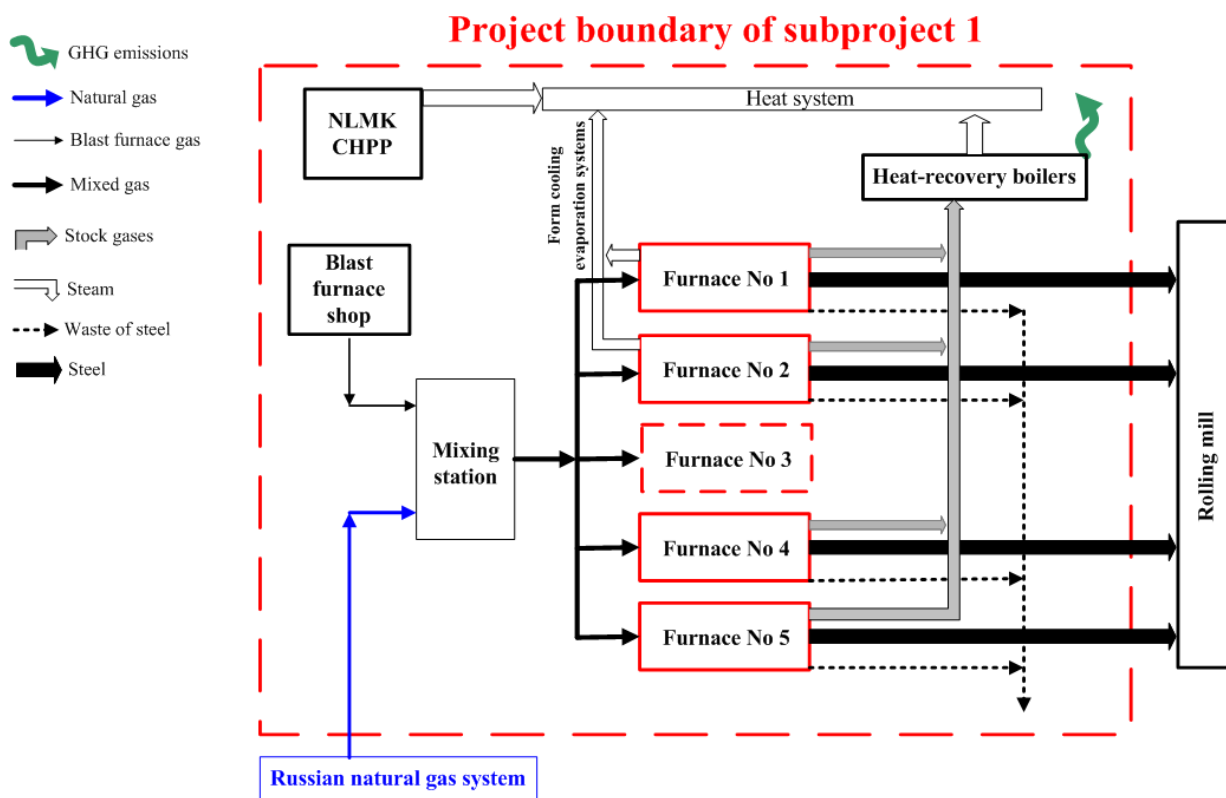 Project boundary of subproject 1
GHG emissions
Natural gas
Blast furnace gas
Mixed gas
Stock gases
Steam
Waste of steel
Steel
NLMK
CHPP
Heat system
Form cooling
evaporation systems
Heat-recovery boilers
Blast
furnace
shop
Mixing
station
Furnace No 1
Furnace No 2
Furnace No 3
Furnace No 4
Furnace No 5
Rolling mill
Russian natural gas system